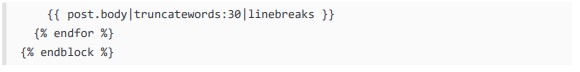 {{ post.body|truncatewords:30|linebreaks }}
{% endfor %}
{% endblock %}